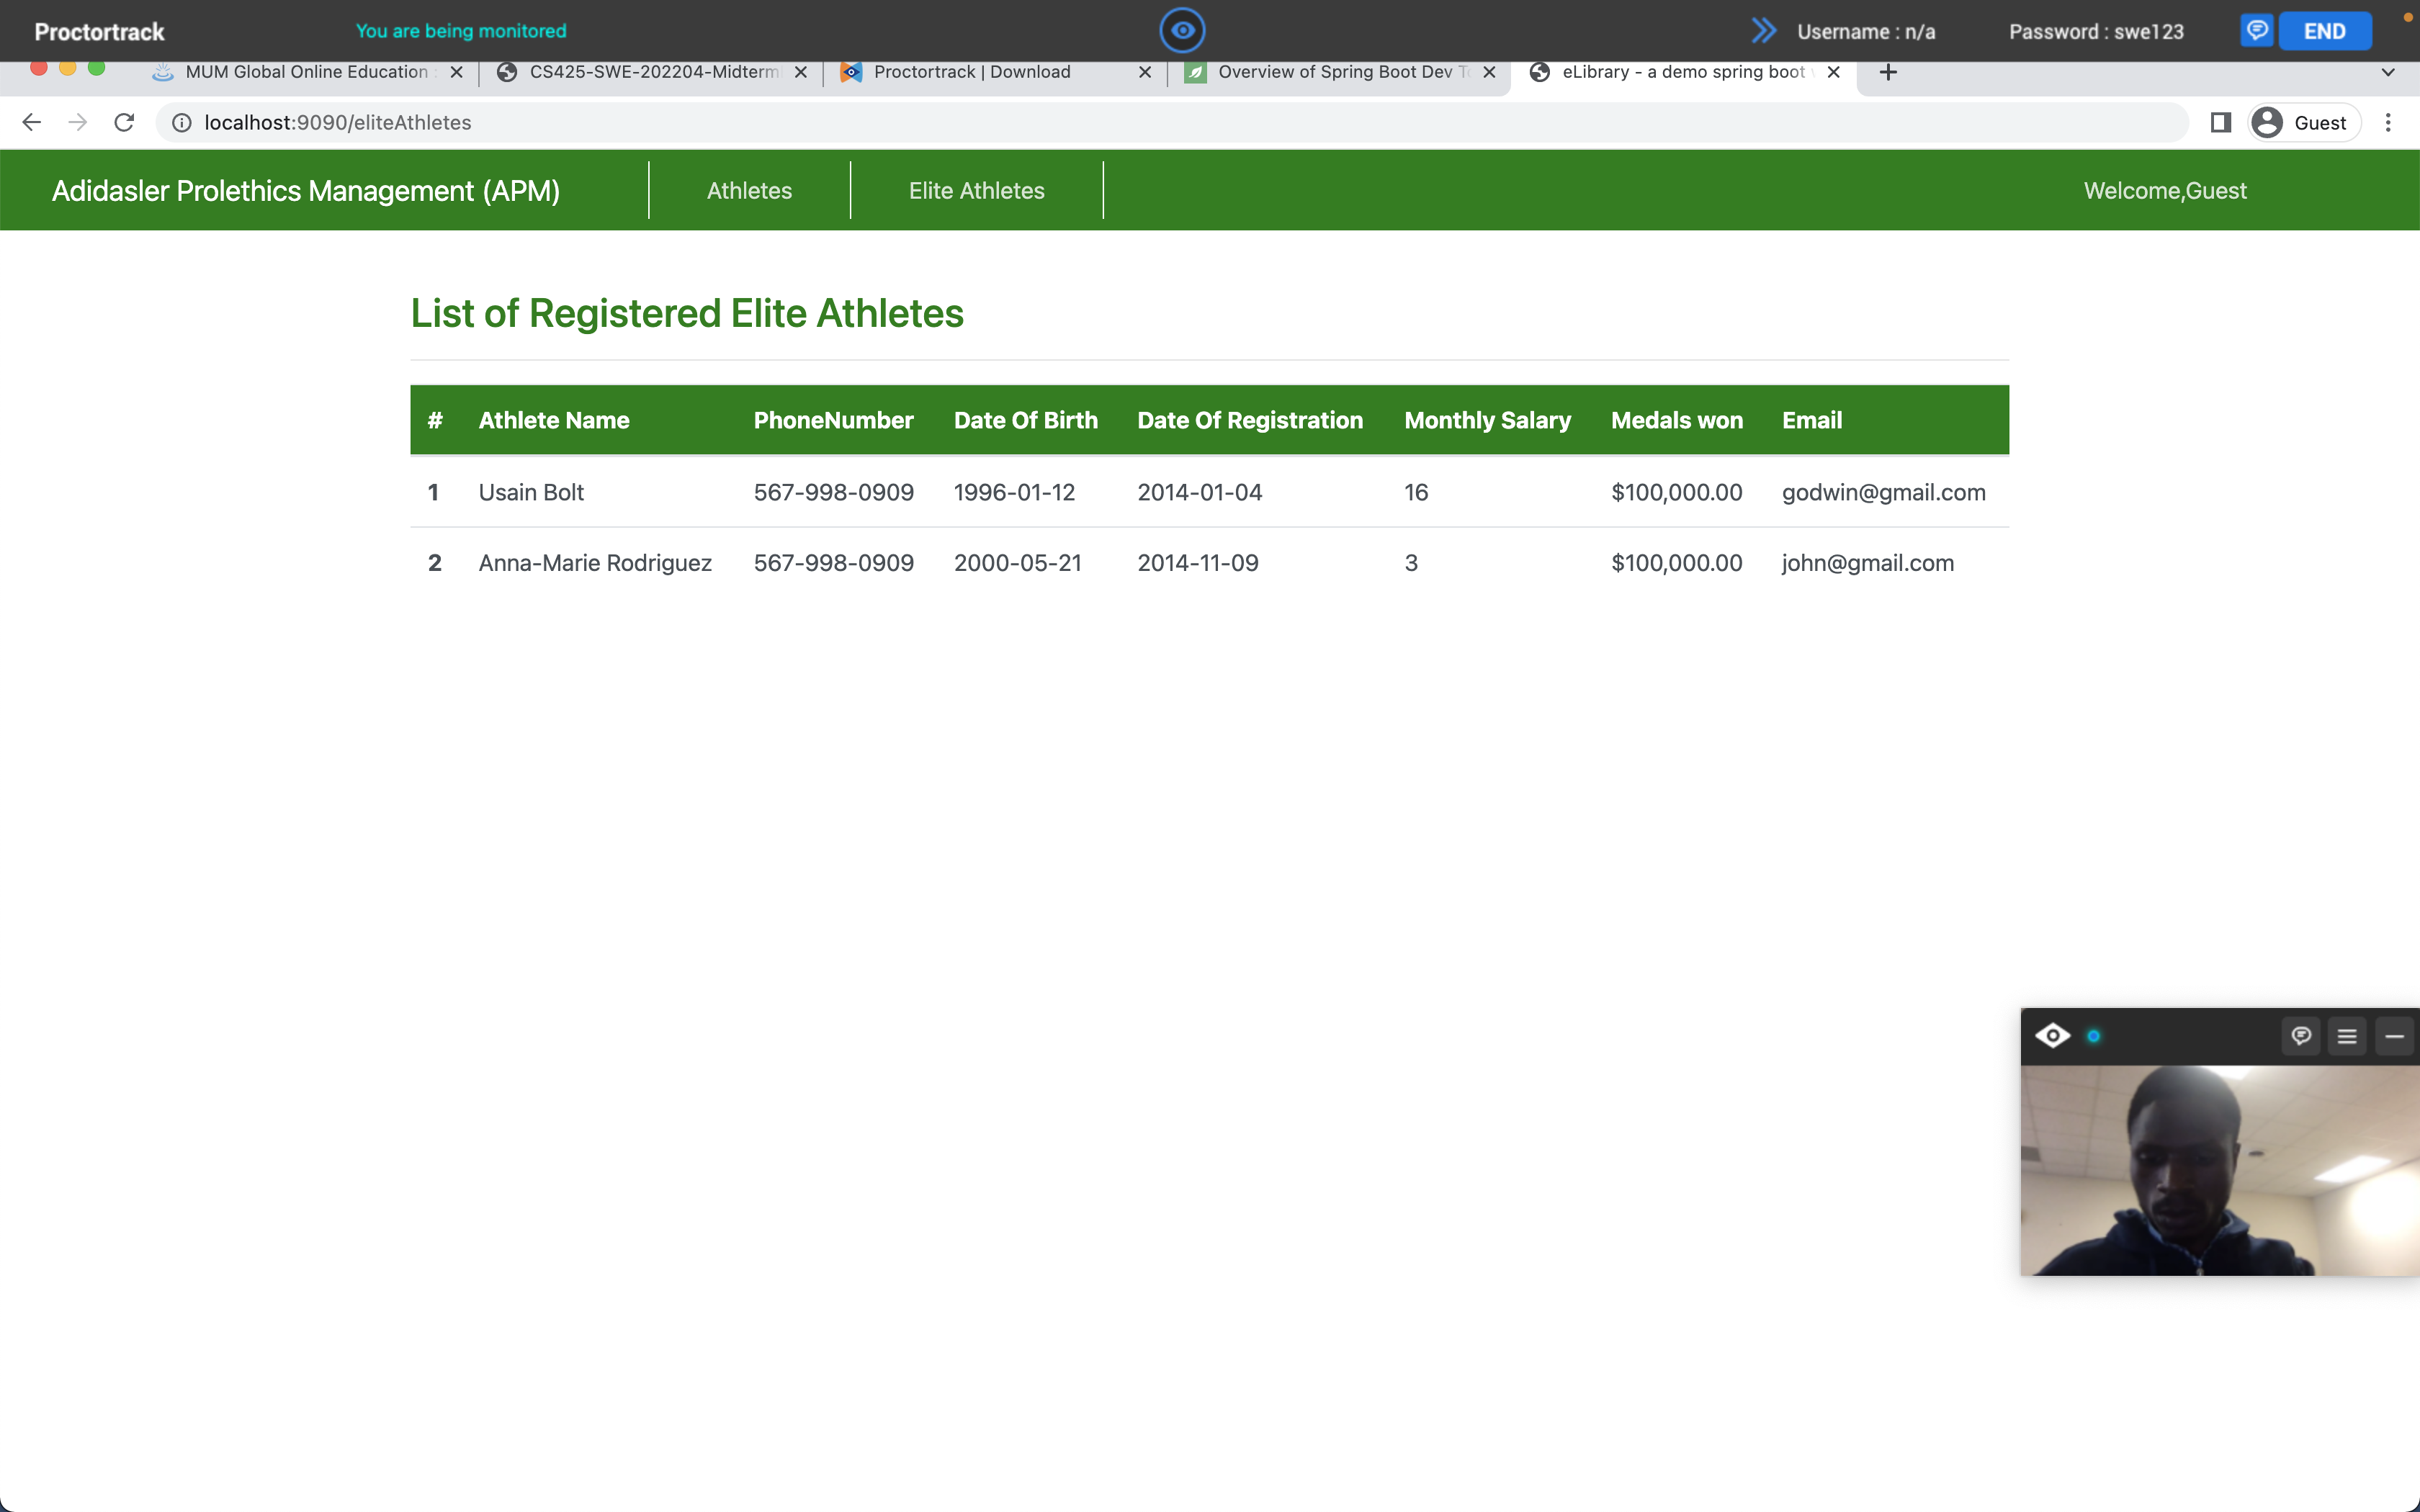 Proctortrack You are being monitored Username : n/a Password : swe123 END
MUM Global Online Education : CS425-SWE-202204-Midterm Proctortrack | Download Overview of Spring Boot Dev To eLibrary - a demo spring boot
localhost:9090/eliteAthletes Guest
Adidasler Prolethics Management (APM) Athletes Elite Athletes Welcome,Guest
List of Registered Elite Athletes
# Athlete Name PhoneNumber Date Of Birth Date Of Registration Monthly Salary Medals won Email
1 Usain Bolt 567-998-0909 1996-01-12 2014-01-04 16 $100,000.00 godwin@gmail.com
2 Anna-Marie Rodriguez 567-998-0909 2000-05-21 2014-11-09 3 $100,000.00 john@gmail.com